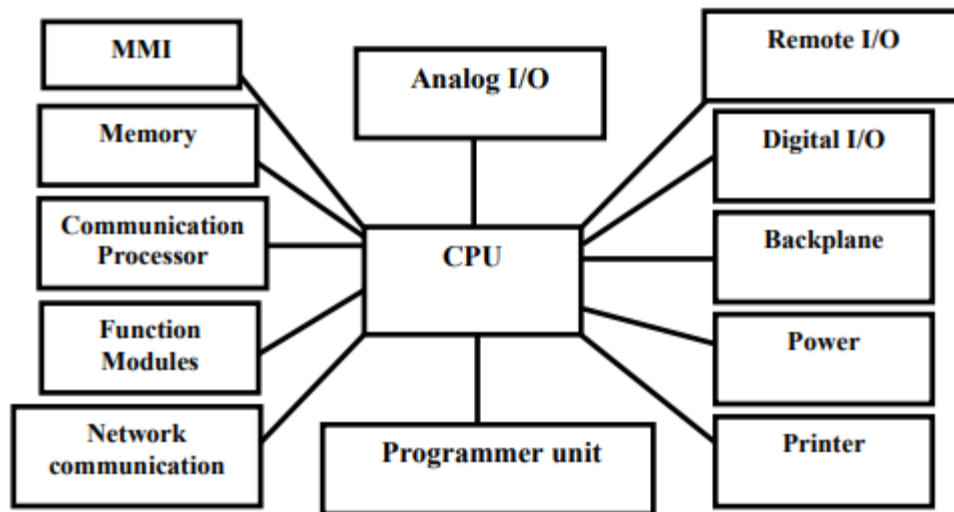 MMI
Memory
Communication
Processor
Function
Modules
Network
communication
Analog I/O
CPU
Programmer unit
Remote I/O
Digital I/O
Backplane
Power
Printer